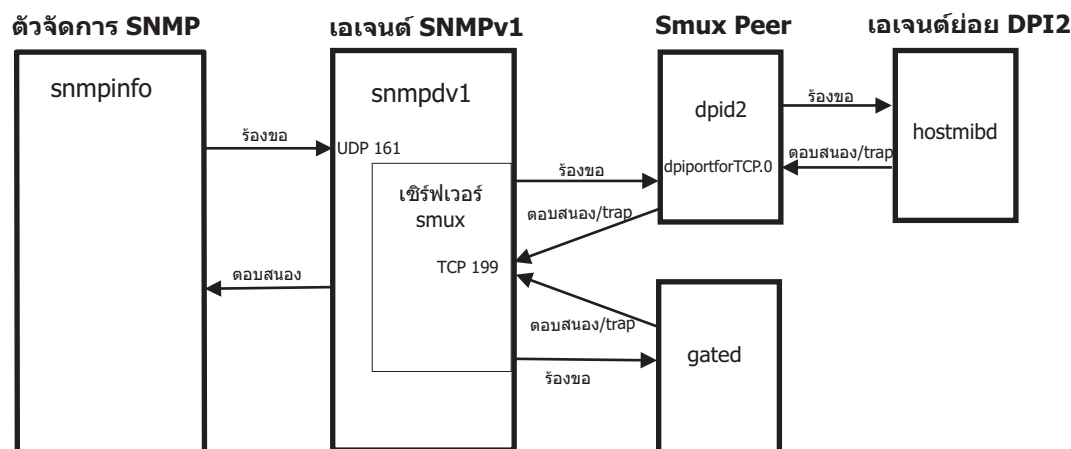 ตัวจัดการ SNMP
เอเจนต์ SNMPv1
Smux Peer
เอเจนต์ย่อย DPI2
snmpinfo
snmpdv1
dpid2
hostmibd
ร้องขอ
UDP 161
ร้องขอ
ร้องขอ
ตอบสนอง/trap
dpiportforTCP.0
เซิร์ฟเวอร์
smux
ตอบสนอง/trap
TCP 199
ตอบสนอง
ตอบสนอง/trap
gated
ร้องขอ